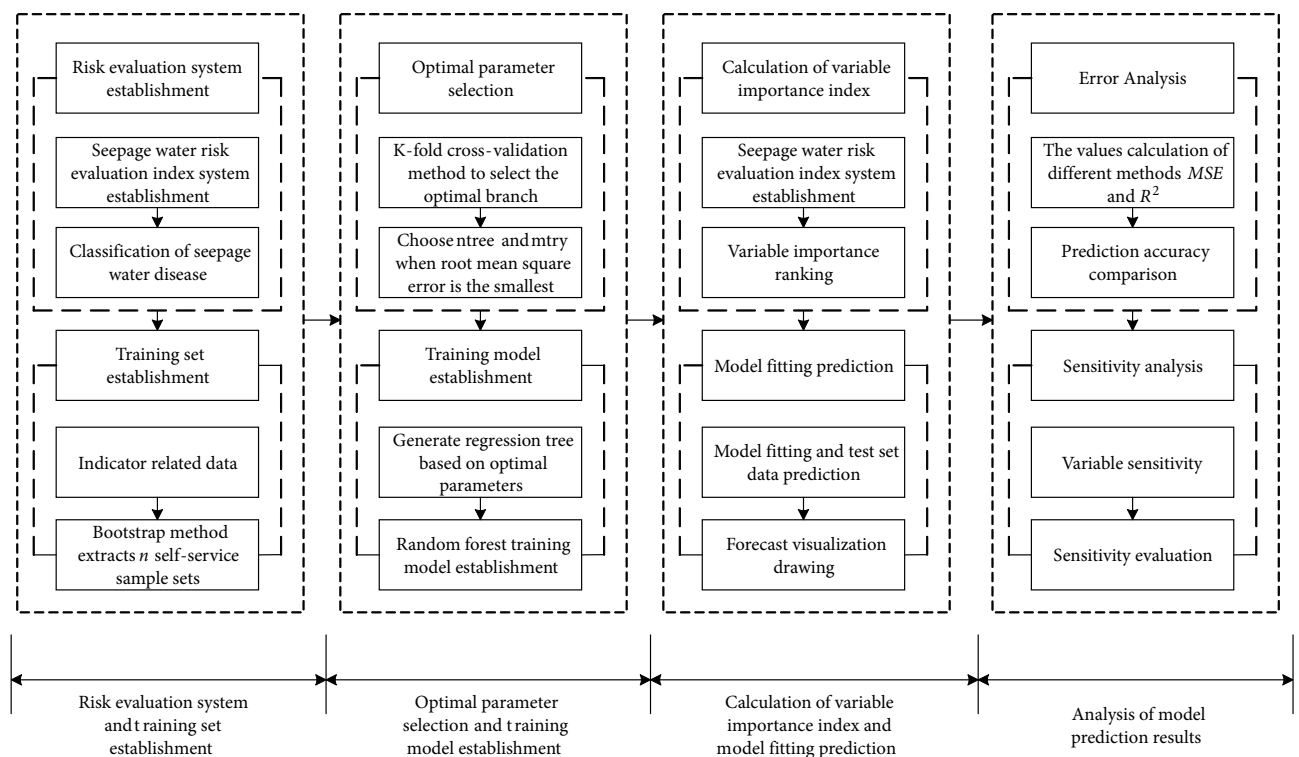 Risk evaluation system
establishment
Seepage water risk
evaluation index system
establishment
Classification of seepage
water disease
Training set
establishment
Indicator related data
Bootstrap method
extracts n self-service
sample sets
Optimal parameter
selection
K-fold cross-validation
method to select the
optimal branch
Choose ntree and mtry
when root mean square
error is the smallest
Training model
establishment
Generate regression tree
based on optimal
parameters
Random forest training
model establishment
Calculation of variable
importance index
Seepage water risk
evaluation index system
establishment
Variable importance
ranking
Model fitting prediction
Model fitting and test set
data prediction
Forecast visualization
drawing
Error Analysis
The values calculation of
different methods MSE
and R²
Prediction accuracy
comparison
Sensitivity analysis
Variable sensitivity
Sensitivity evaluation
Risk evaluation system
and training set
establishment
Optimal parameter
selection and training
model establishment
Calculation of variable
importance index and
model fitting prediction
Analysis of model
prediction results